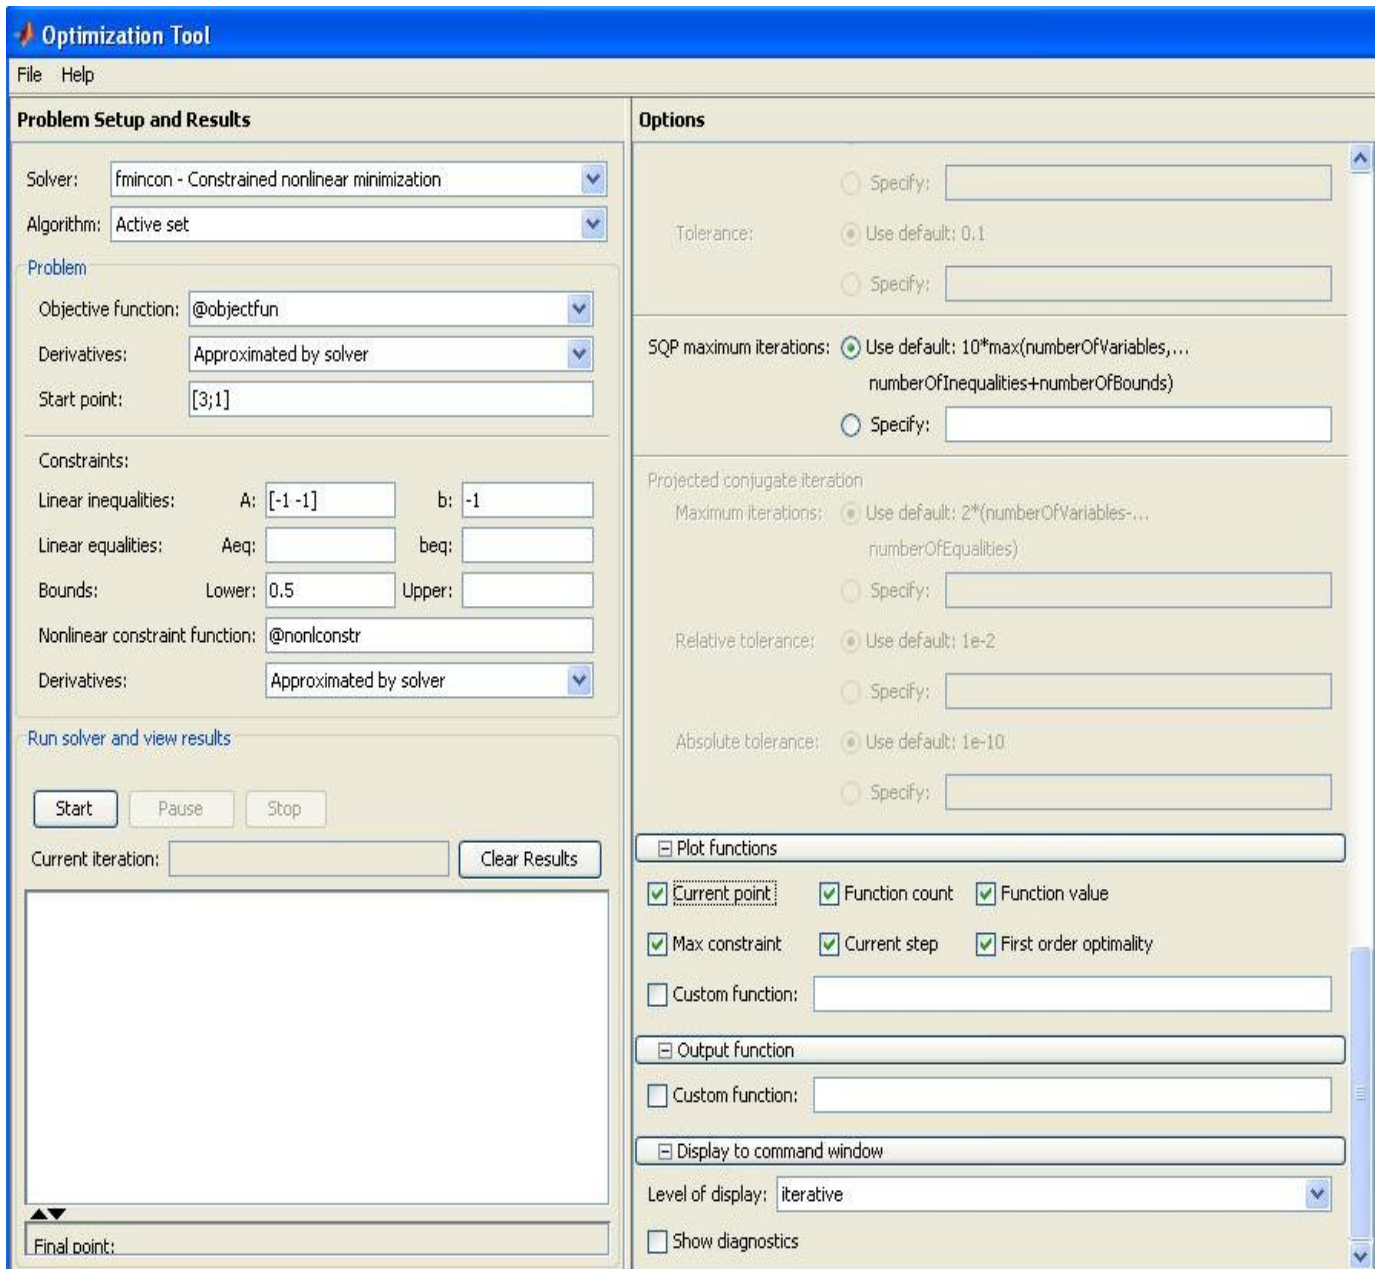 Optimization Tool
File Help
Problem Setup and Results
Solver: fmincon - Constrained nonlinear minimization
Algorithm: Active set
Problem
Objective function: @objectfun
Derivatives: Approximated by solver
Start point: [3;1]
Constraints:
Linear inequalities: A: [-1 -1] b: -1
Linear equalities: Aeq: beq:
Bounds: Lower: 0.5 Upper:
Nonlinear constraint function: @nonlconstr
Derivatives: Approximated by solver
Run solver and view results
Start Pause Stop
Current iteration: Clear Results
Final point:
Options
Specify:
Tolerance: Use default: 0.1
Specify:
SQP maximum iterations: Use default: 10*max(numberOfVariables,...
numberOfInequalities+numberOfBounds)
Specify:
Projected conjugate iteration
Maximum iterations: Use default: 2*(numberOfVariables-...
numberOfEqualities)
Specify:
Relative tolerance: Use default: 1e-2
Specify:
Absolute tolerance: Use default: 1e-10
Specify:
Plot functions
Current point Function count Function value
Max constraint Current step First order optimality
Custom function:
Output function
Custom function:
Display to command window
Level of display: iterative
Show diagnostics